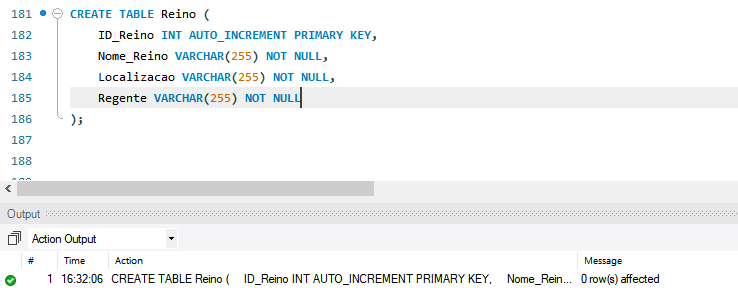 181 CREATE TABLE Reino (
182 ID_Reino INT AUTO_INCREMENT PRIMARY KEY,
183 Nome_Reino VARCHAR(255) NOT NULL,
184 Localizacao VARCHAR(255) NOT NULL,
185 Regente VARCHAR(255) NOT NULL
186 );
187
188
Output
Action Output
# Time Action Message
1 16:32:06 CREATE TABLE Reino ( ID_Reino INT AUTO_INCREMENT PRIMARY KEY, Nome_Rein... 0 row(s) affected